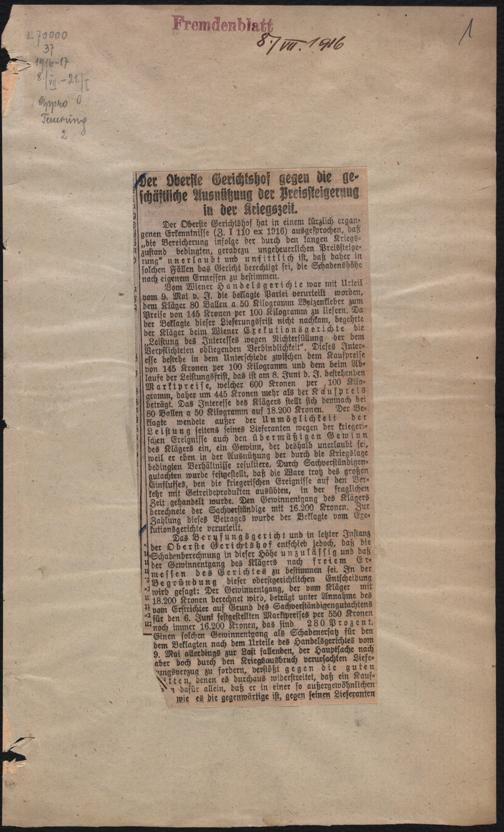 Fremdenblatt
8./VII. 1916
1
L 70000
37
1916-17
8./VII - 21/I
Appro 0
Teuerung
2
Der Oberste Gerichtshof gegen die ge-
schäftliche Ausnützung der Preissteigerung
in der Kriegszeit.
Der Oberste Gerichtshof hat in einem kürzlich ergan-
genen Erkenntnisse (Z. I 110 ex 1916) ausgesprochen, daß
„die Bereicherung infolge der durch den langen Kriegs-
zustand bedingten, geradezu ungeheuerlichen Preissteige-
rung“ unerlaubt und unsittlich ist, daß daher in
solchen Fällen das Gericht berechtigt sei, die Schadenshöhe
nach eigenem Ermessen zu bestimmen.
Vom Wiener Handelsgerichte war mit Urteil
vom 9. Mai v. J. die beklagte Partei verurteilt worden,
dem Kläger 80 Ballen a 50 Kilogramm Weizenkleber zum
Preise von 145 Kronen per 100 Kilogramm zu liefern. Da
der Beklagte dieser Lieferungsfrist nicht nachkam, begehrte
der Kläger beim Wiener Exekutionsgerichte die
„Leistung des Interesses wegen Nichterfüllung der dem
Verpflichteten obliegenden Verbindlichkeit“. Dieses Inter-
esse bestehe in dem Unterschiede zwischen dem Kaufpreise
von 145 Kronen per 100 Kilogramm und dem beim Ab-
laufe der Leistungsfrist, das ist am 8. Juni d. J. bestehenden
Marktpreise, welcher 600 Kronen per 100 Kilo-
gramm, daher um 445 Kronen mehr als der Kaufpreis
beträgt. Das Interesse des Klägers stellt sich demnach bei
80 Ballen a 50 Kilogramm auf 18.200 Kronen. Der Be-
klagte wendete außer der Unmöglichkeit der
Leistung seitens seines Lieferanten wegen der kriegeri-
schen Ereignisse auch den übermäßigen Gewinn
des Klägers ein, ein Gewinn, der deshalb unerlaubt sei,
weil er eben in der Ausnützung der durch die Kriegslage
bedingten Verhältnisse resultiere. Durch Sachverständigen-
gutachten wurde festgestellt, daß die Ware trotz des großen
Einflusses, den die kriegerischen Ereignisse auf den Ver-
kehr mit Getreideprodukten ausübten, in der fraglichen
Zeit gehandelt wurde. Den Gewinnentgang des Klägers
berechnete der Sachverständige mit 16.200 Kronen. Zur
Zahlung dieses Betrages wurde der Beklagte vom Exe-
kutionsgerichte verurteilt.
Das Berufungsgericht und in letzter Instanz
der Oberste Gerichtshof entschied jedoch, daß die
Schadenberechnung in dieser Höhe unzulässig und daß
der Gewinnentgang des Klägers nach freiem Er-
messen des Gerichtes zu bestimmen sei. In der
Begründung dieser oberstgerichtlichen Entscheidung
wird gesagt: Der Gewinnentgang, der vom Kläger mit
18.200 Kronen berechnet wird, beträgt unter Annahme des
vom Erstrichter auf Grund des Sachverständigengutachtens
für den 6. Juni festgestellten Marktpreises per 550 Kronen
noch immer 16.200 Kronen, das sind 280 Prozent.
Einen solchen Gewinnentgang als Schadenersatz für den
dem Beklagten nach dem Urteile des Handelsgerichtes vom
9. Mai allerdings zur Last fallenden, der Hauptsache nach
aber doch durch den Kriegsausbruch verursachten Liefe-
rungsverzug zu fordern, verstößt gegen die guten
Sitten, denen es durchaus widerstreitet, daß ein Kauf-
dafür allein, daß er in einer so außergewöhnlichen
wie es die gegenwärtige ist, gegen seinen Lieferanten